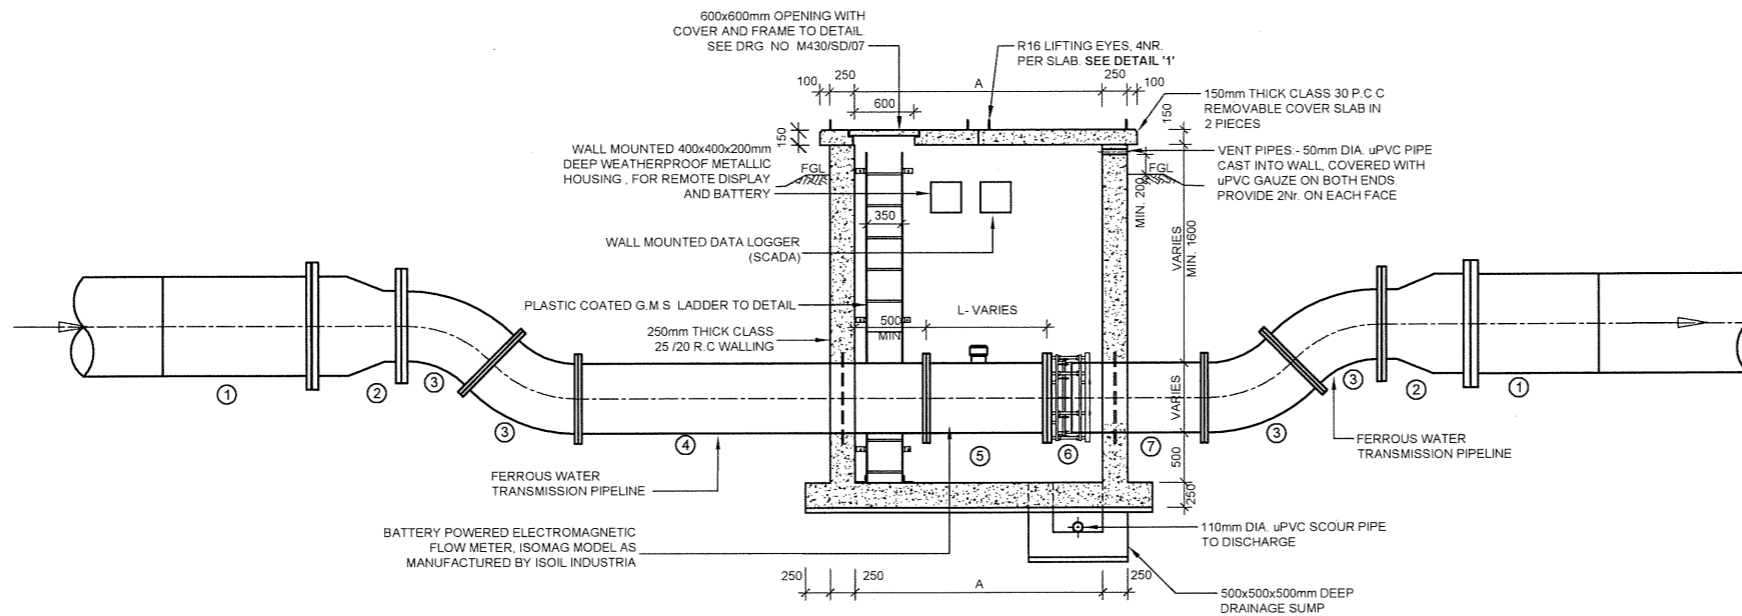 600x600mm OPENING WITH
COVER AND FRAME TO DETAIL
SEE DRG. NO. M430/SD/07
R16 LIFTING EYES, 4NR.
PER SLAB. SEE DETAIL '1'
100
250
A
250
100
600
150mm THICK CLASS 30 P.C.C
REMOVABLE COVER SLAB IN
2 PIECES
150
150
WALL MOUNTED 400x400x200mm
DEEP WEATHERPROOF METALLIC
HOUSING , FOR REMOTE DISPLAY
AND BATTERY
FGL
VENT PIPES:- 50mm DIA. uPVC PIPE
CAST INTO WALL, COVERED WITH
uPVC GAUZE ON BOTH ENDS.
PROVIDE 2Nr. ON EACH FACE
FGL
MIN. 200
350
WALL MOUNTED DATA LOGGER
(SCADA)
VARIES
MIN. 1600
PLASTIC COATED G.M.S LADDER TO DETAIL
L- VARIES
500
MIN
250mm THICK CLASS
25 /20 R.C WALLING
VARIES
1
2
3
3
4
5
6
7
3
3
2
1
FERROUS WATER
TRANSMISSION PIPELINE
FERROUS WATER
TRANSMISSION PIPELINE
500
250
BATTERY POWERED ELECTROMAGNETIC
FLOW METER, ISOMAG MODEL AS
MANUFACTURED BY ISOIL INDUSTRIA
110mm DIA. uPVC SCOUR PIPE
TO DISCHARGE
250
250
A
250
500x500x500mm DEEP
DRAINAGE SUMP